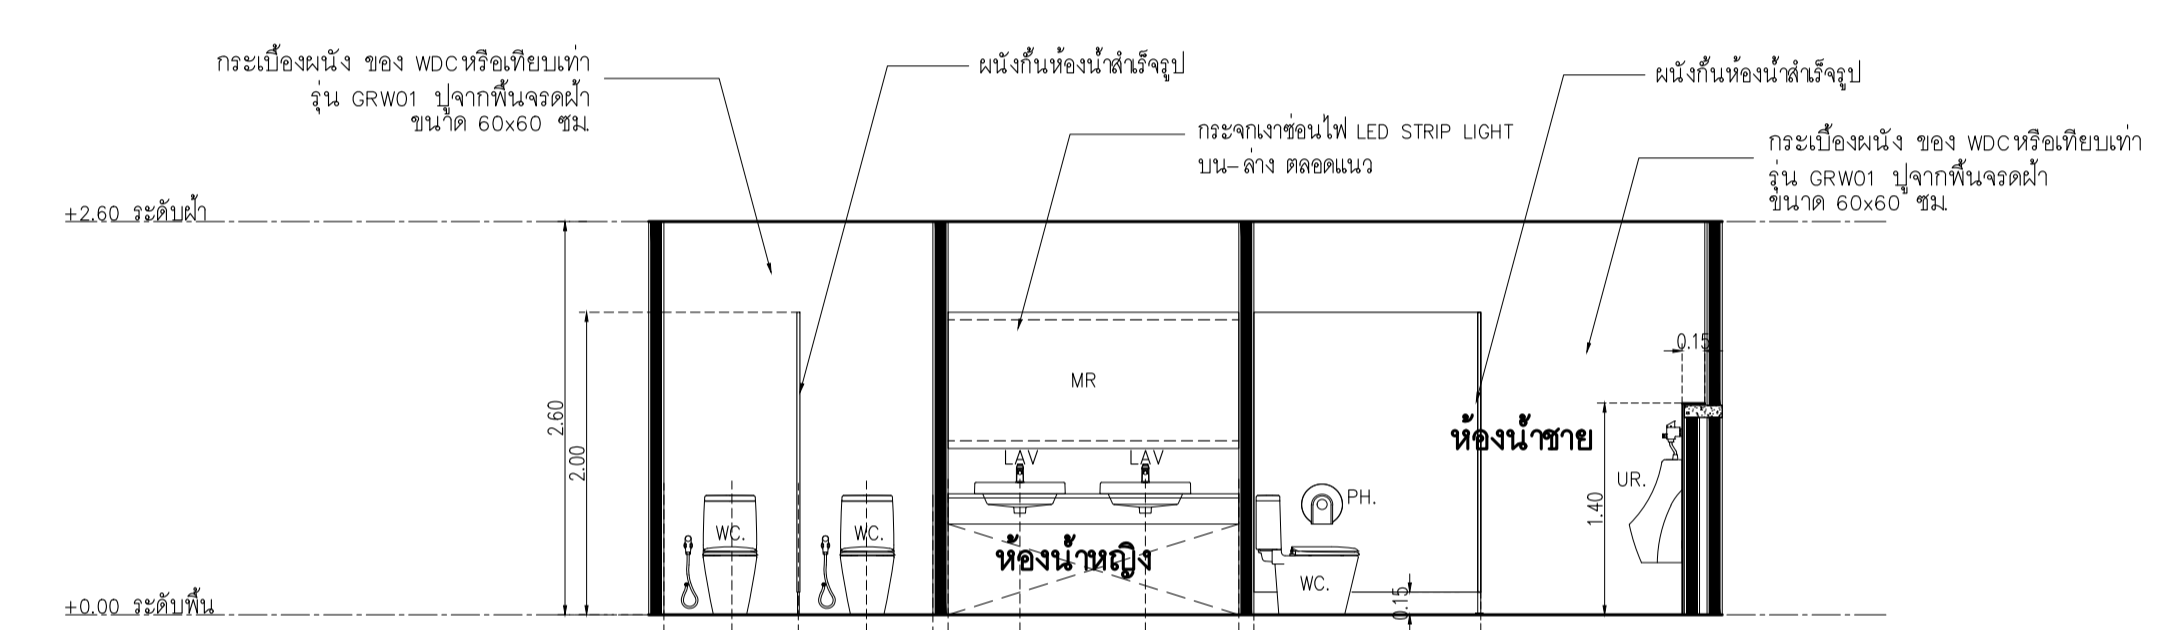 กระเบื้องผนัง ของ WDCหรือเทียบเท่า
รุ่น GRW01 ปูจากพื้นจรดฝ้า
ขนาด 60x60 ซม.
ผนังกั้นห้องน้ำสำเร็จรูป
ผนังกั้นห้องน้ำสำเร็จรูป
กระจกเงาซ่อนไฟ LED STRIP LIGHT
บน-ล่าง ตลอดแนว
กระเบื้องผนัง ของ WDCหรือเทียบเท่า
รุ่น GRW01 ปูจากพื้นจรดฝ้า
ขนาด 60x60 ซม.
+2.60 ระดับฝ้า
0.15
MR
2.60
2.00
ห้องน้ำชาย
LAV
LAV
UR.
PH.
1.40
WC.
WC.
ห้องน้ำหญิง
WC.
0.15
+0.00 ระดับพื้น